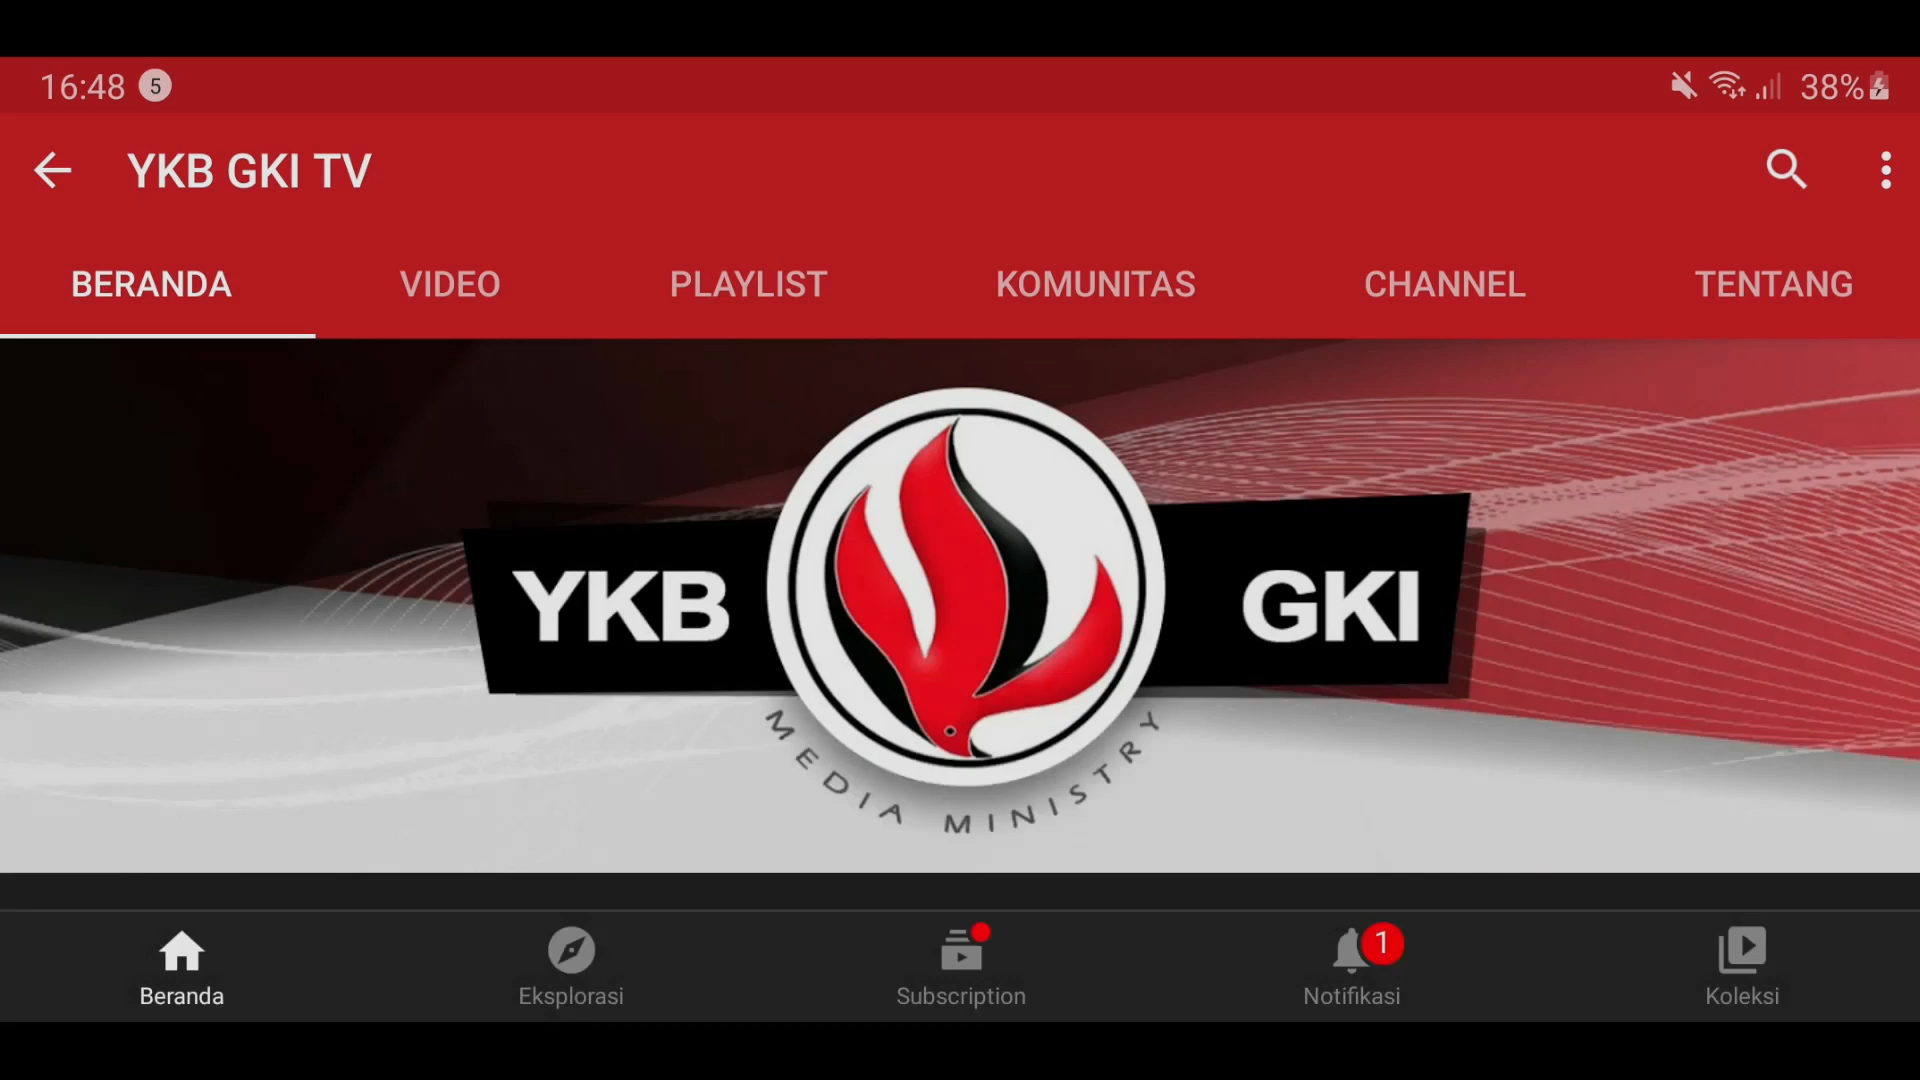 16:48 5 38%
YKB GKI TV
BERANDA VIDEO PLAYLIST KOMUNITAS CHANNEL TENTANG
YKB GKI
MEDIA MINISTRY
1
Beranda Eksplorasi Subscription Notifikasi Koleksi